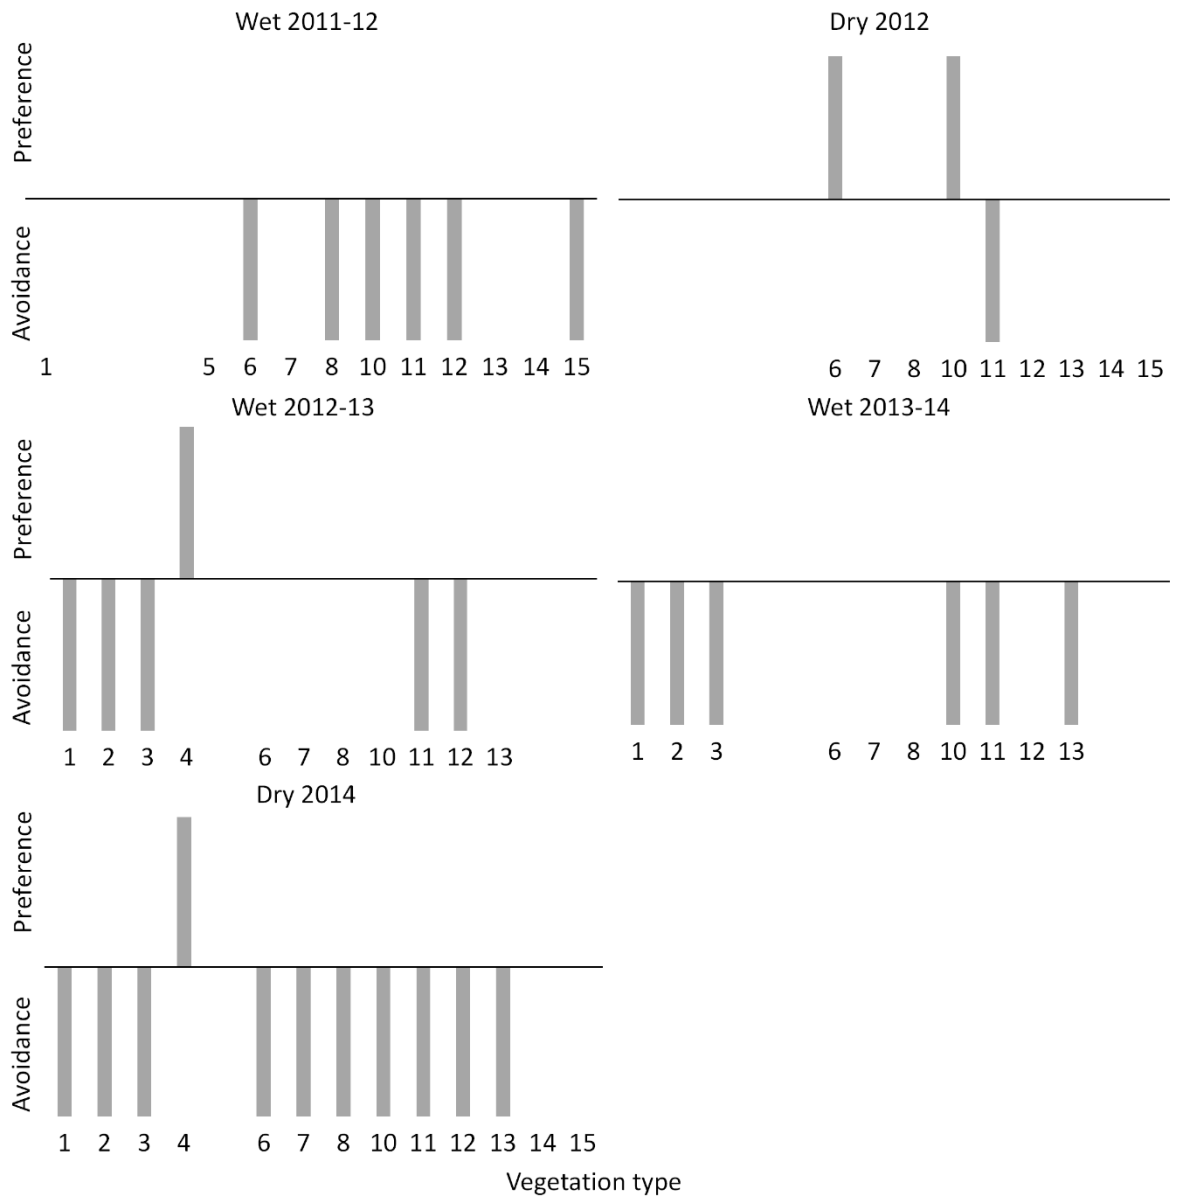 Wet 2011-12
Preference
Avoidance
1 5 6 7 8 10 11 12 13 14 15
Dry 2012
6 7 8 10 11 12 13 14 15
Wet 2012-13
Preference
Avoidance
1 2 3 4 6 7 8 10 11 12 13
Wet 2013-14
1 2 3 6 7 8 10 11 12 13
Dry 2014
Preference
Avoidance
1 2 3 4 6 7 8 10 11 12 13 14 15
Vegetation type